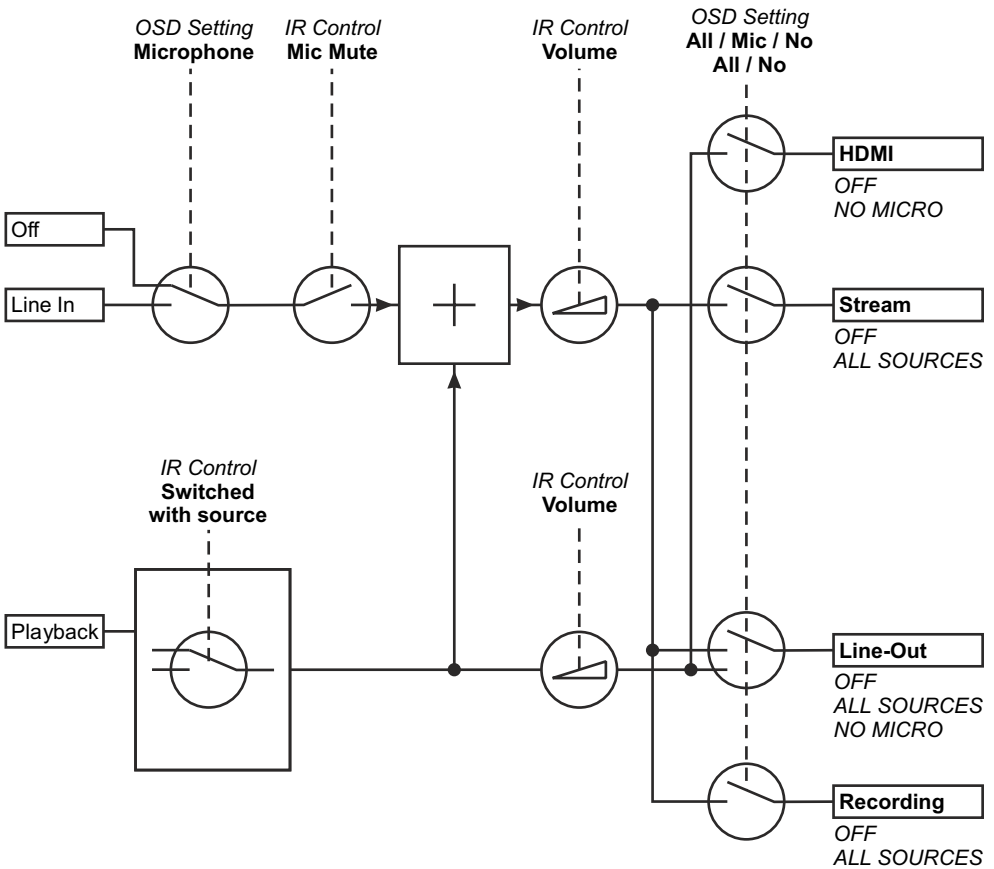 OSD Setting
Microphone
IR Control
Mic Mute
IR Control
Volume
OSD Setting
All / Mic / No
All / No
HDMI
OFF
NO MICRO
Off
Line In
Stream
OFF
ALL SOURCES
IR Control
Switched
with source
IR Control
Volume
Playback
Line-Out
OFF
ALL SOURCES
NO MICRO
Recording
OFF
ALL SOURCES